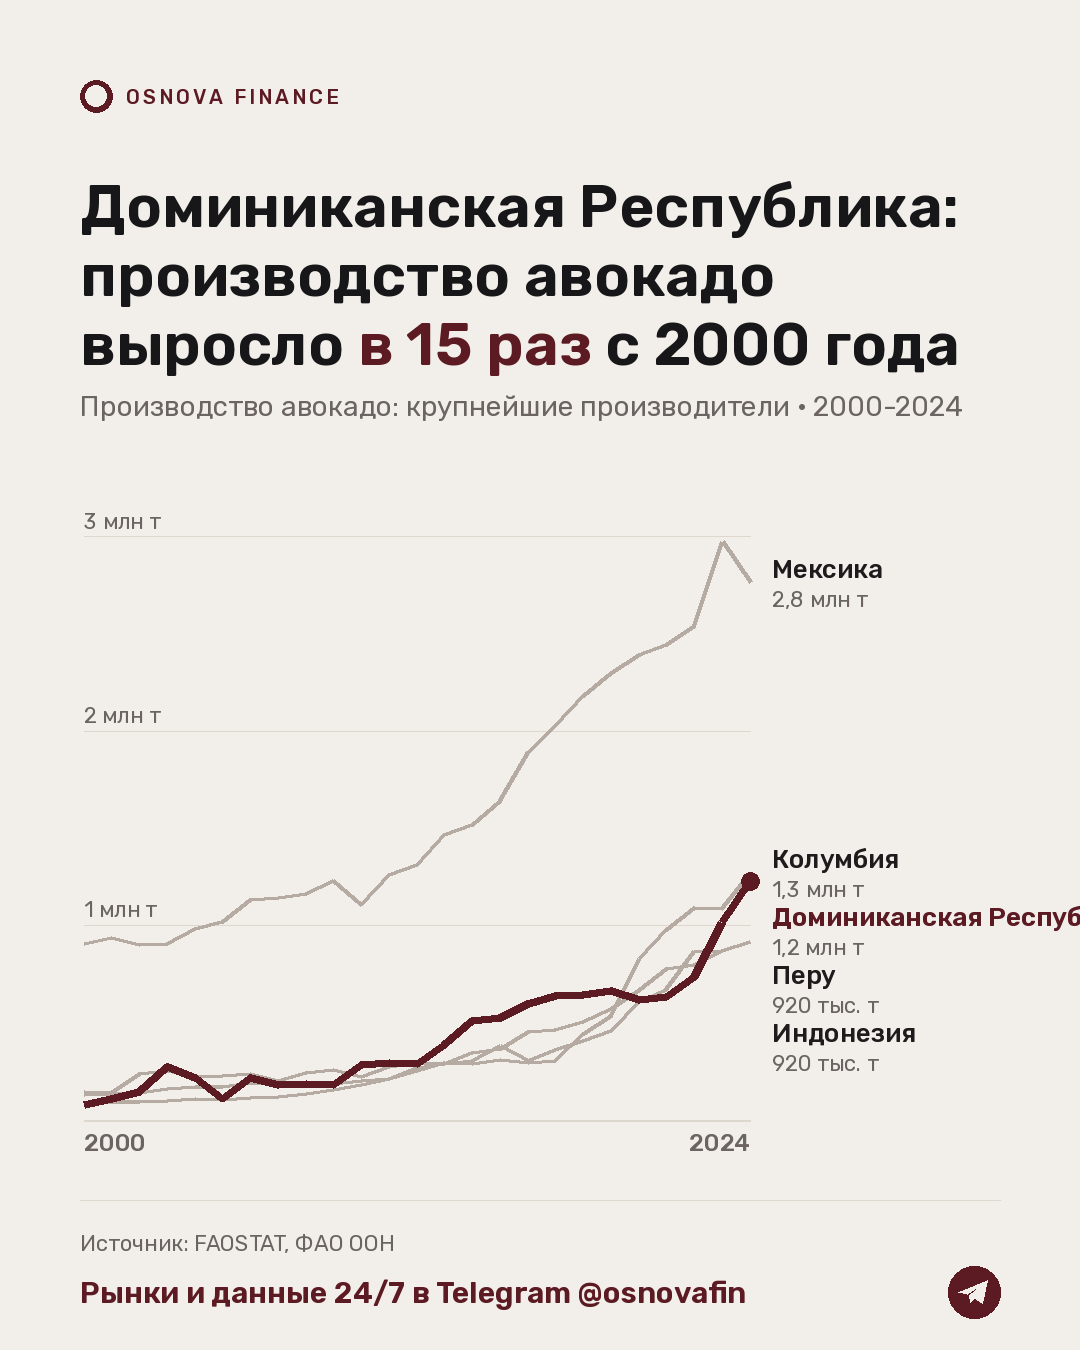 OSNOVA FINANCE
Доминиканская Республика:
производство авокадо
выросло в 15 раз с 2000 года
Производство авокадо: крупнейшие производители • 2000–2024
3 млн т
2 млн т
1 млн т
Мексика
2,8 млн т
Колумбия
1,3 млн т
Доминиканская Респуб
1,2 млн т
Перу
920 тыс. т
Индонезия
920 тыс. т
2000
2024
Источник: FAOSTAT, ФАО ООН
Рынки и данные 24/7 в Telegram @osnovafin